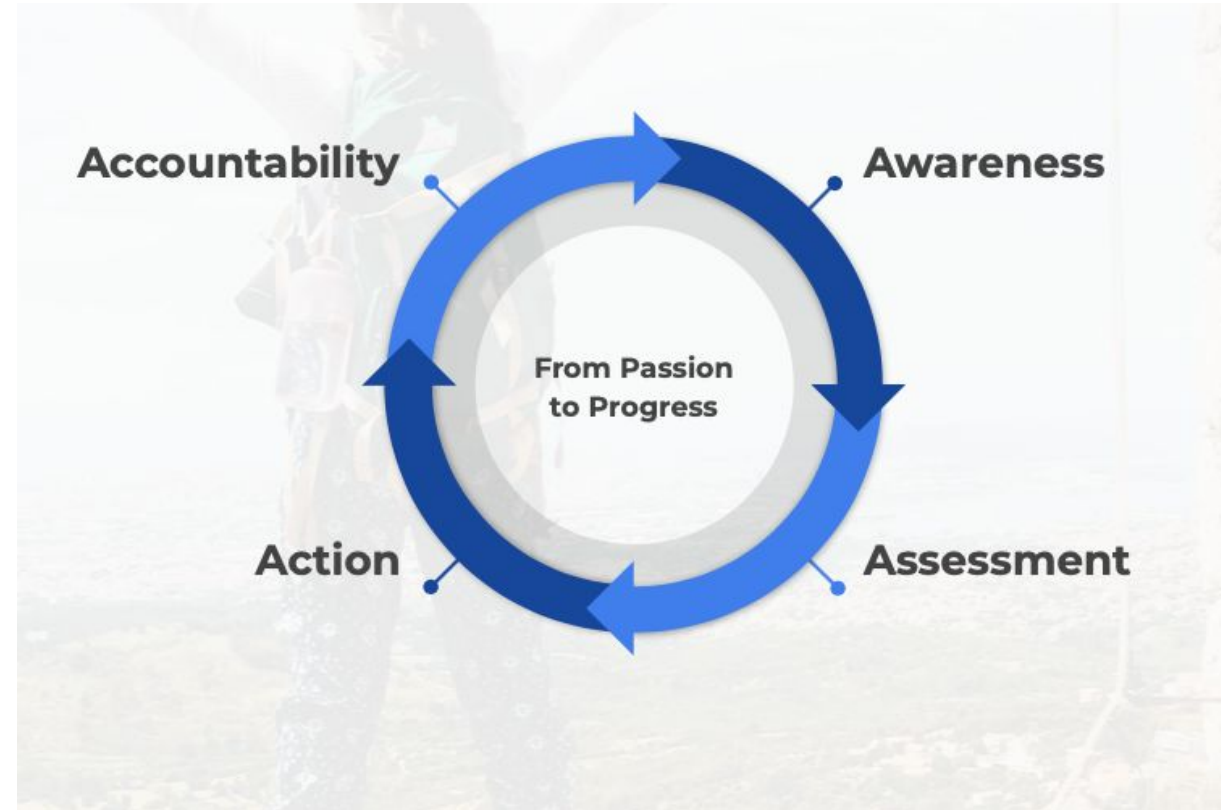 Accountability
Awareness
From Passion
to Progress
Action
Assessment